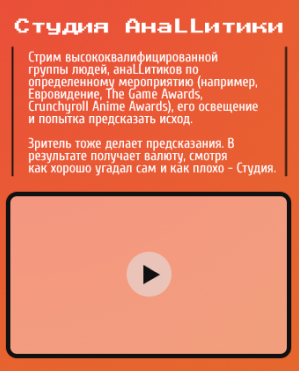 Студия АнаLLитики
Стрим высококвалифицированной
группы людей, анаLLитиков по
определенному мероприятию (например,
Евровидение, The Game Awards,
Crunchyroll Anime Awards), его освещение
и попытка предсказать исход.
Зритель тоже делает предсказания. В
результате получает валюту, смотря
как хорошо угадал сам и как плохо - Студия.